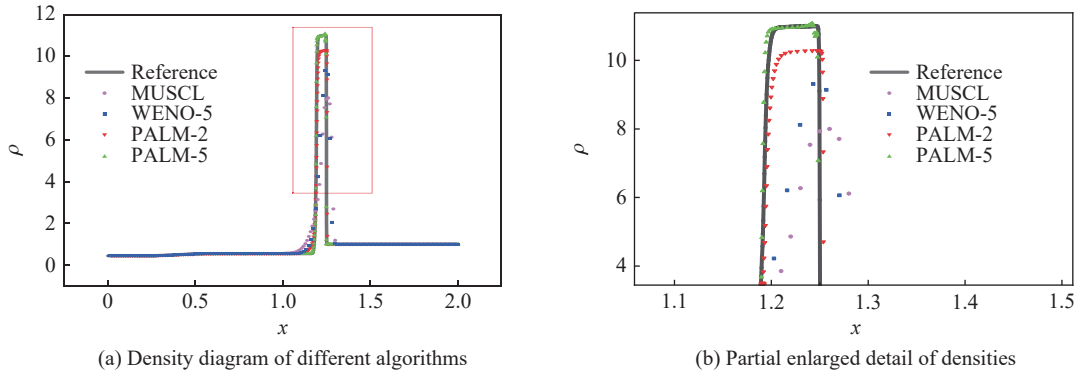 12
10
8
6
4
2
0
ρ
Reference
MUSCL
WENO-5
PALM-2
PALM-5
0 0.5 1.0 1.5 2.0
x
(a) Density diagram of different algorithms
10
8
6
4
ρ
Reference
MUSCL
WENO-5
PALM-2
PALM-5
1.1 1.2 1.3 1.4 1.5
x
(b) Partial enlarged detail of densities